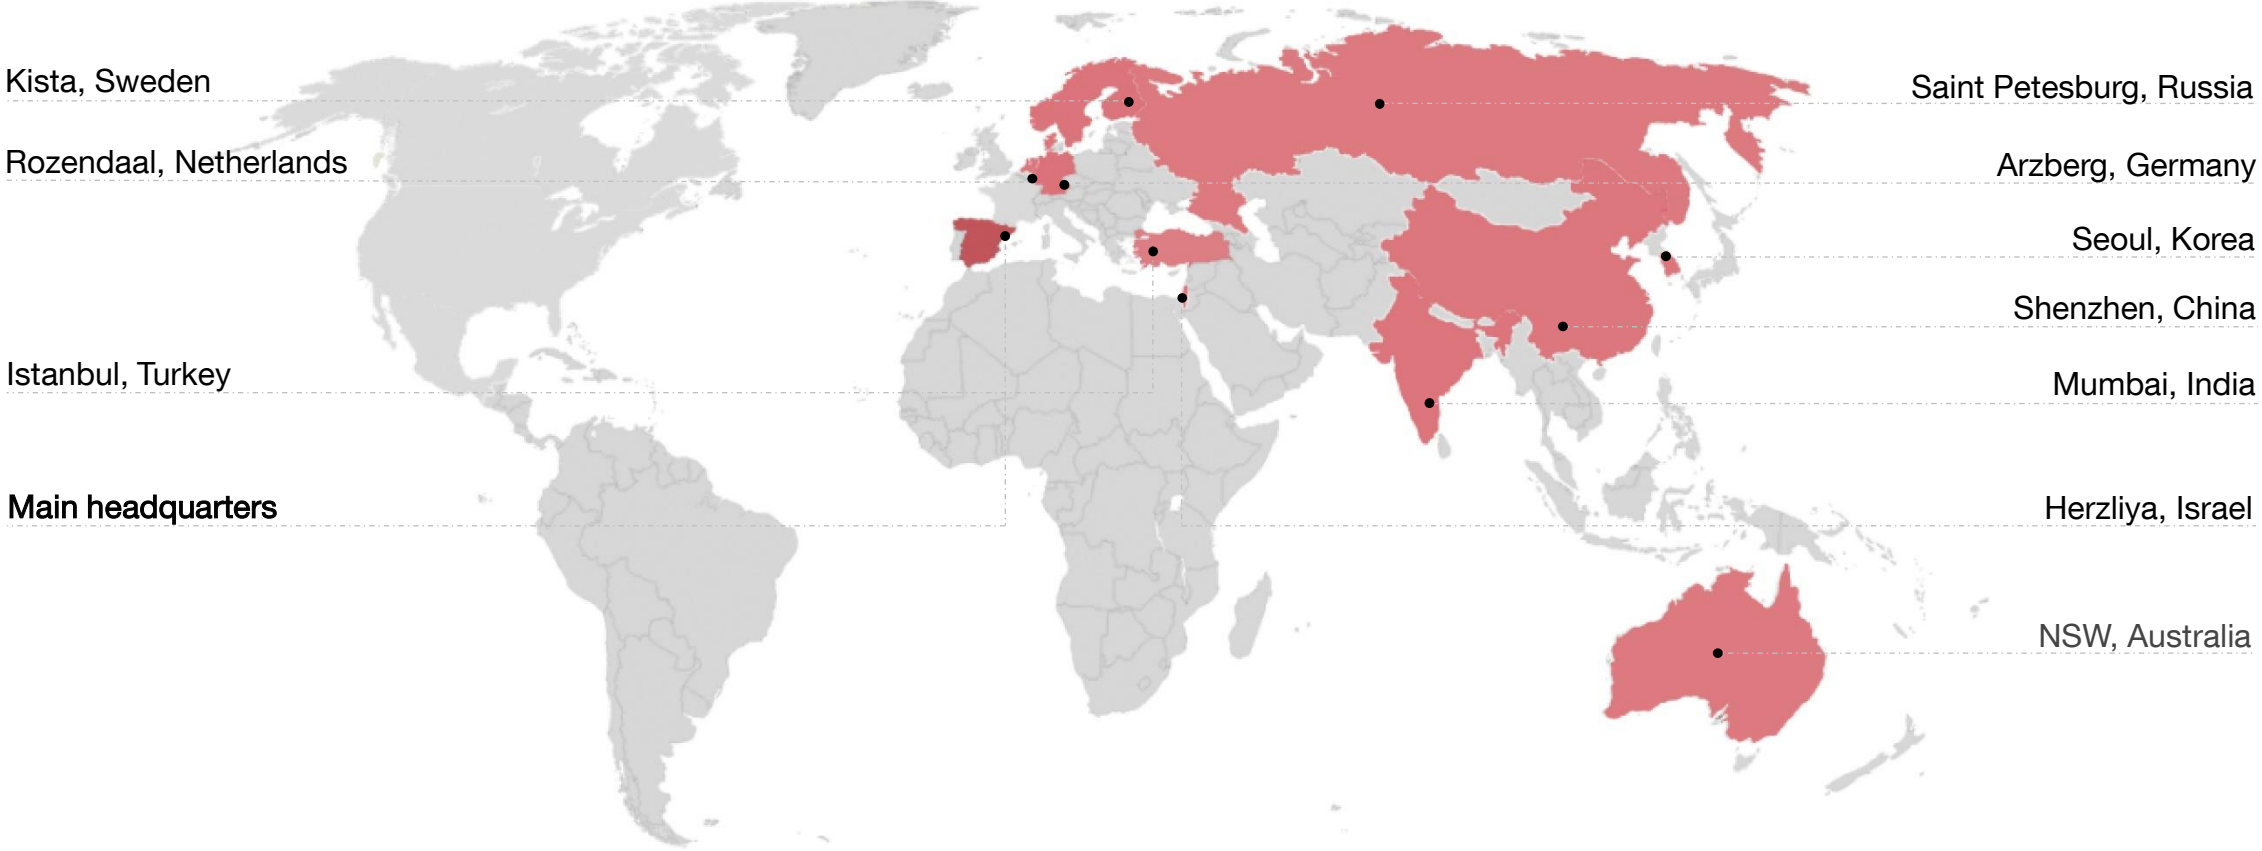 Kista, Sweden
Rozendaal, Netherlands
Istanbul, Turkey
Main headquarters
Saint Petesburg, Russia
Arzberg, Germany
Seoul, Korea
Shenzhen, China
Mumbai, India
Herzliya, Israel
NSW, Australia